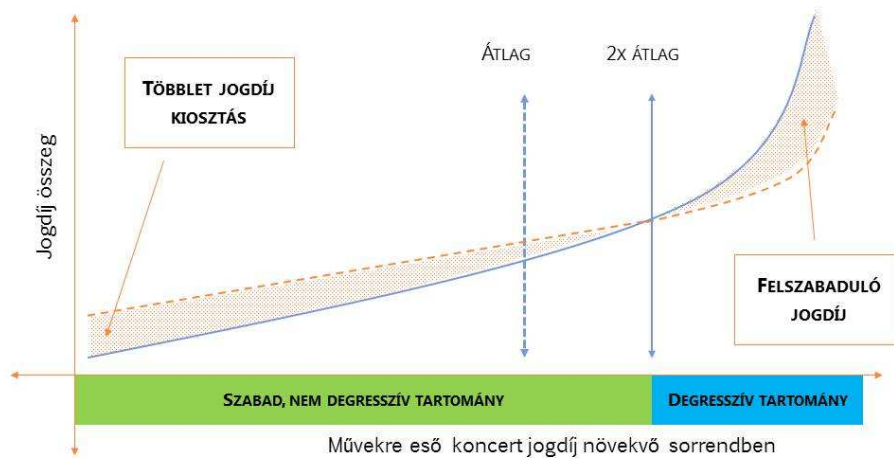 ÁTLAG
2X ÁTLAG
TÖBBLET JOGDÍJ
KIOSZTÁS
Jogdíj összeg
FELSZABADULÓ
JOGDÍJ
SZABAD, NEM DEGRESSZÍV TARTOMÁNY
DEGRESSZÍV TARTOMÁNY
Művekre eső koncert jogdíj növekvő sorrendben